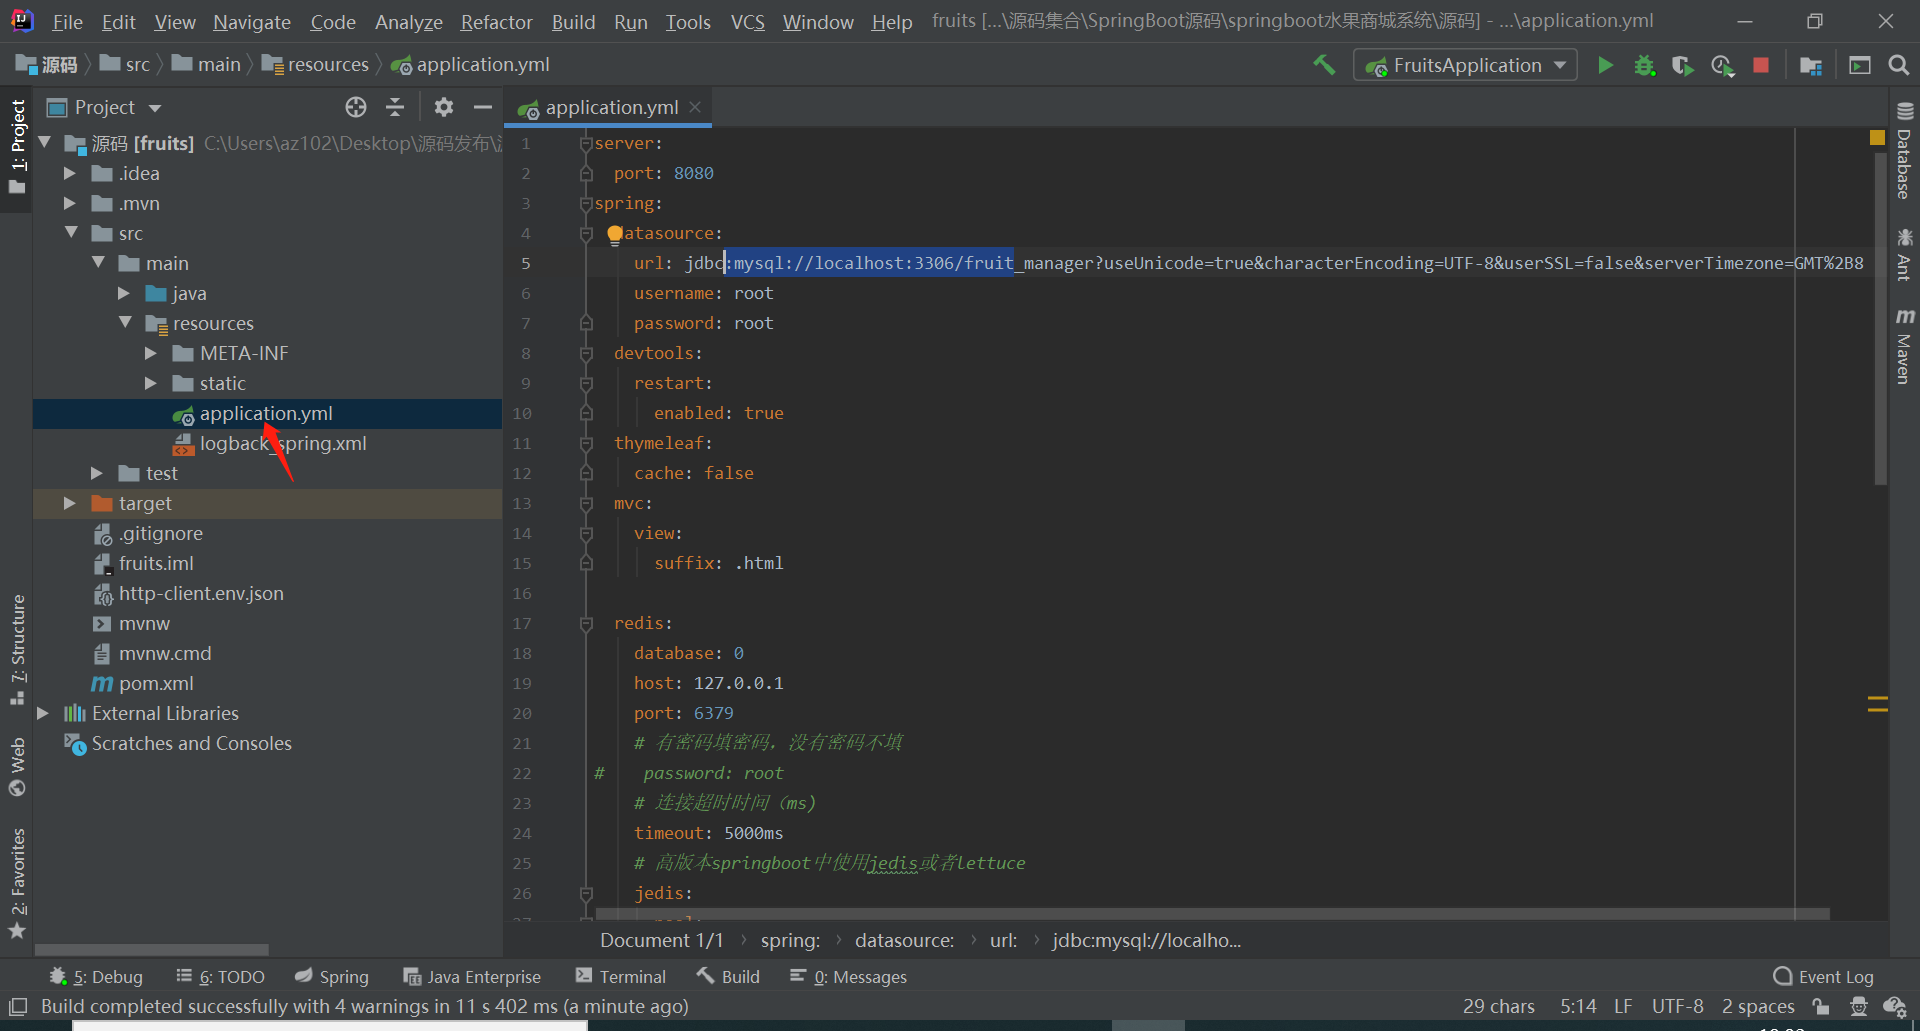 File Edit View Navigate Code Analyze Refactor Build Run Tools VCS Window Help fruits [...\源码集合\SpringBoot源码\springboot水果商城系统\源码] - ...\application.yml
源码 src main resources application.yml FruitsApplication
1: Project
Project
源码 [fruits] C:\Users\az102\Desktop\源码发布\
.idea
.mvn
src
main
java
resources
META-INF
static
application.yml
logback_spring.xml
test
target
.gitignore
fruits.iml
http-client.env.json
mvnw
mvnw.cmd
pom.xml
External Libraries
Scratches and Consoles
7: Structure
Web
2: Favorites
application.yml
1 server:
2 port: 8080
3 spring:
4 datasource:
5 url: jdbc:mysql://localhost:3306/fruit_manager?useUnicode=true&characterEncoding=UTF-8&userSSL=false&serverTimezone=GMT%2B8
6 username: root
7 password: root
8 devtools:
9 restart:
10 enabled: true
11 thymeleaf:
12 cache: false
13 mvc:
14 view:
15 suffix: .html
16
17 redis:
18 database: 0
19 host: 127.0.0.1
20 port: 6379
21 # 有密码填密码，没有密码不填
22 # password: root
23 # 连接超时时间（ms)
24 timeout: 5000ms
25 # 高版本springboot中使用jedis或者lettuce
26 jedis:
Database
Ant
Maven
Document 1/1 spring: datasource: url: jdbc:mysql://localho...
5: Debug 6: TODO Spring Java Enterprise Terminal Build 0: Messages Event Log
Build completed successfully with 4 warnings in 11 s 402 ms (a minute ago) 29 chars 5:14 LF UTF-8 2 spaces